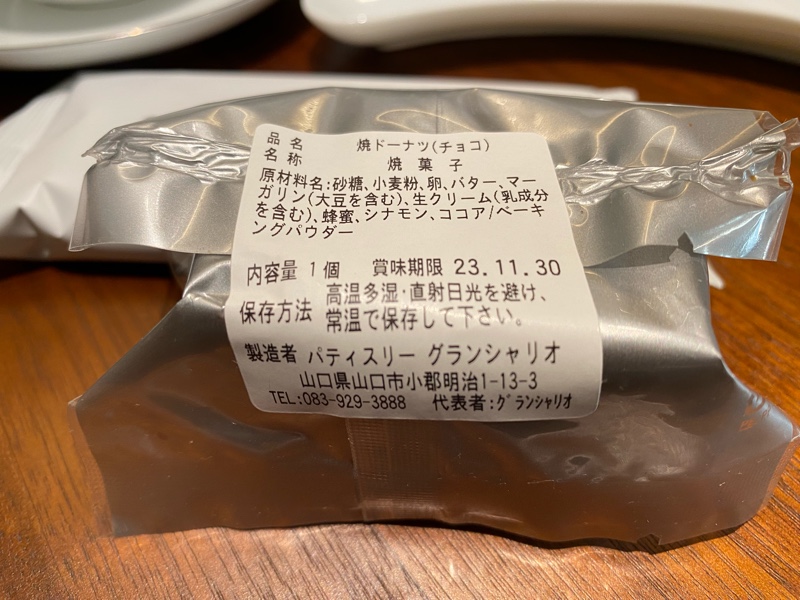 品名 焼ドーナツ(チョコ)
名称 焼菓子
原材料名:砂糖、小麦粉、卵、バター、マー
ガリン(大豆を含む)、生クリーム(乳成分
を含む)、蜂蜜、シナモン、ココア/ベーキ
ングパウダー
内容量 1個 賞味期限 23.11.30
保存方法 高温多湿・直射日光を避け、
常温で保存して下さい。
製造者 パティスリー グランシャリオ
山口県山口市小郡明治1-13-3
TEL:083-929-3888 代表者:グランシャリオ